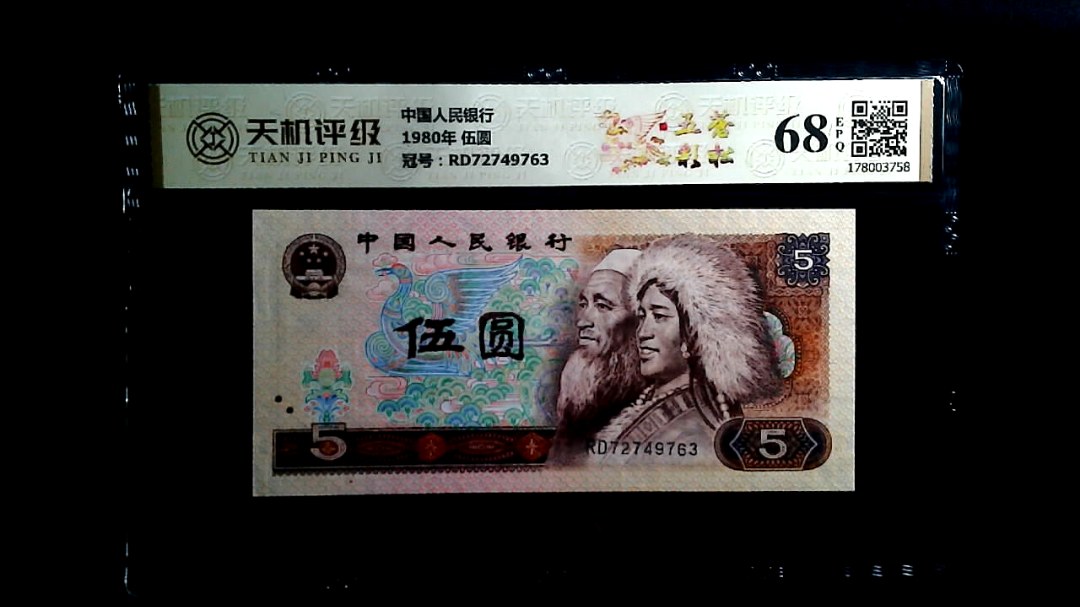 天机评级
TIAN JI PING JI
中国人民银行
1980年 伍圆
冠号：RD72749763
68
EPQ
178003758
中国人民银行
5
伍圆
5
RD72749763
5